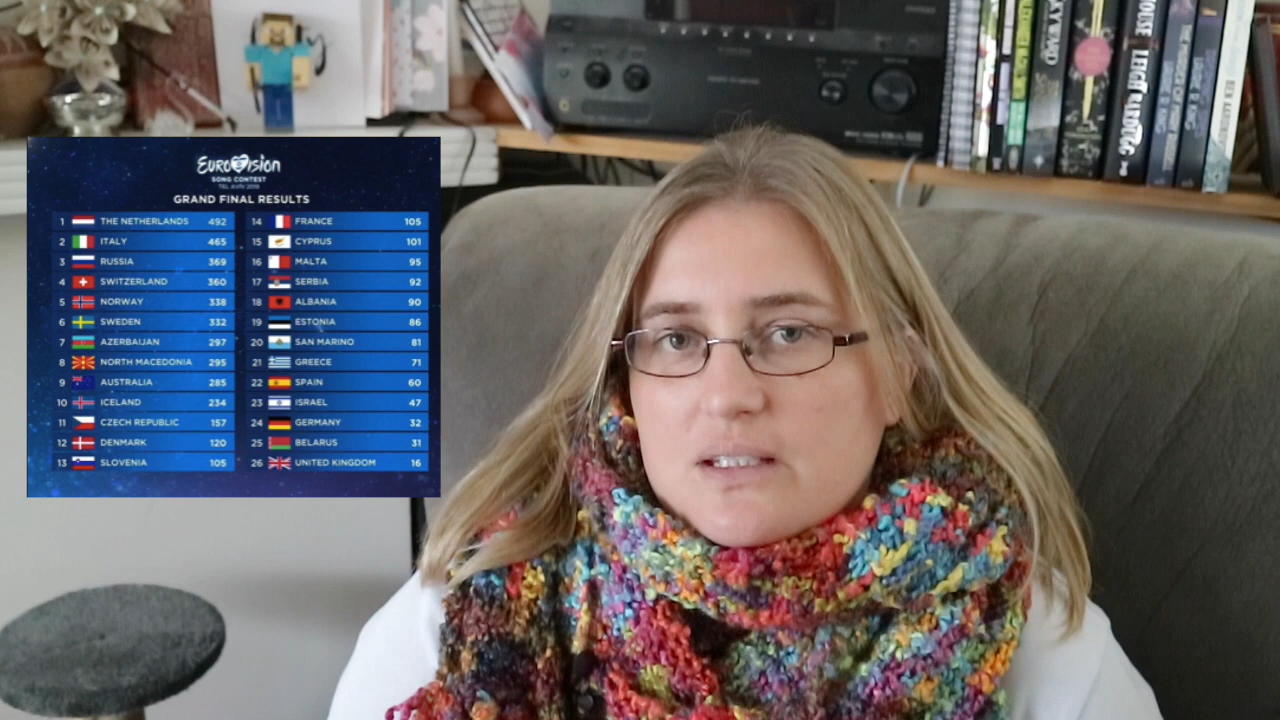 EUROVISION
SONG CONTEST
TEL AVIV 2019
GRAND FINAL RESULTS
1 THE NETHERLANDS 492
2 ITALY 465
3 RUSSIA 369
4 SWITZERLAND 360
5 NORWAY 338
6 SWEDEN 332
7 AZERBAIJAN 297
8 NORTH MACEDONIA 295
9 AUSTRALIA 285
10 ICELAND 234
11 CZECH REPUBLIC 157
12 DENMARK 120
13 SLOVENIA 105
14 FRANCE 105
15 CYPRUS 101
16 MALTA 95
17 SERBIA 92
18 ALBANIA 90
19 ESTONIA 86
20 SAN MARINO 81
21 GREECE 71
22 SPAIN 60
23 ISRAEL 47
24 GERMANY 32
25 BELARUS 31
26 UNITED KINGDOM 16
KYWARD
OUSE LEIGH BARDUGO